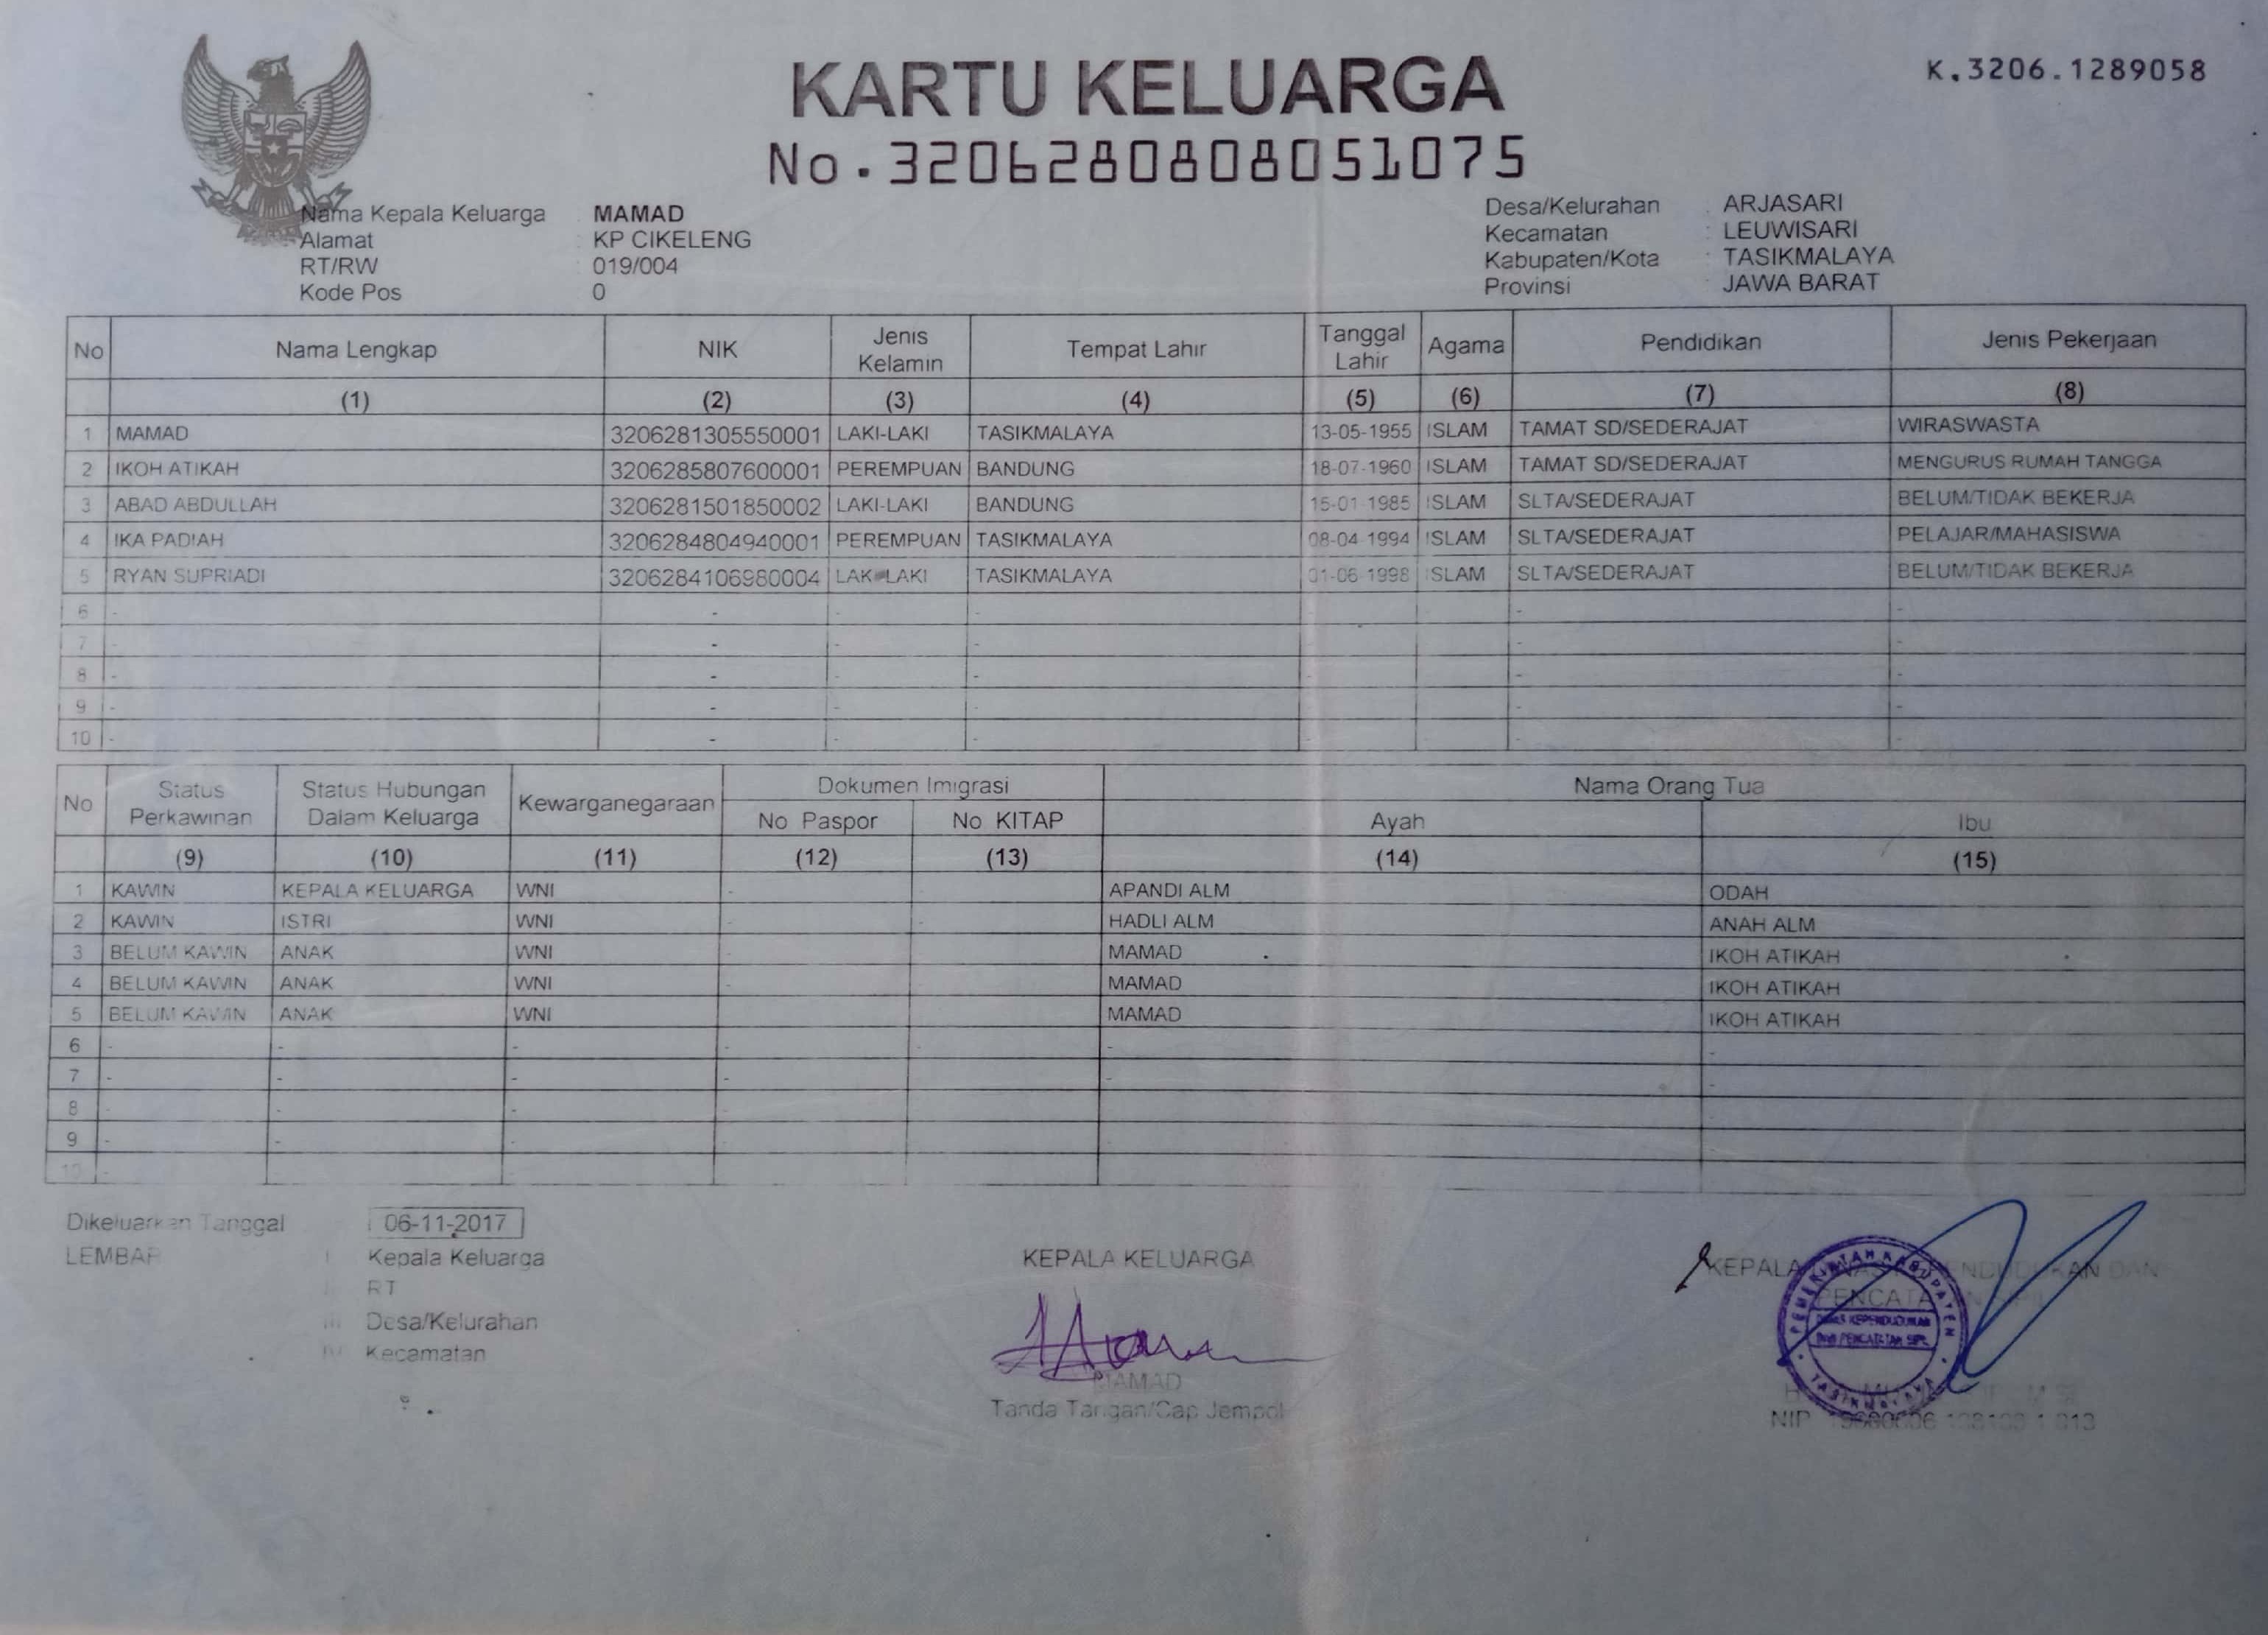 KARTU KELUARGA
K.3206.1289058
No.3206280808051075
Nama Kepala Keluarga : MAMAD
Alamat : KP CIKELENG
RT/RW : 019/004
Kode Pos 0
Desa/Kelurahan : ARJASARI
Kecamatan : LEUWISARI
Kabupaten/Kota : TASIKMALAYA
Provinsi : JAWA BARAT
No Nama Lengkap NIK Jenis Kelamin Tempat Lahir Tanggal Lahir Agama Pendidikan Jenis Pekerjaan
(1) (2) (3) (4) (5) (6) (7) (8)
1 MAMAD 3206281305550001 LAKI-LAKI TASIKMALAYA 13-05-1955 ISLAM TAMAT SD/SEDERAJAT WIRASWASTA
2 IKOH ATIKAH 3206285807600001 PEREMPUAN BANDUNG 18-07-1960 ISLAM TAMAT SD/SEDERAJAT MENGURUS RUMAH TANGGA
3 ABAD ABDULLAH 3206281501850002 LAKI-LAKI BANDUNG 15-01-1985 ISLAM SLTA/SEDERAJAT BELUM/TIDAK BEKERJA
4 IKA PADIAH 3206284804940001 PEREMPUAN TASIKMALAYA 08-04-1994 ISLAM SLTA/SEDERAJAT PELAJAR/MAHASISWA
5 RYAN SUPRIADI 3206284106980004 LAKI-LAKI TASIKMALAYA 01-06-1998 ISLAM SLTA/SEDERAJAT BELUM/TIDAK BEKERJA
6 - - - - - - -
7 - - - - - -
8 - - - - - - -
9 - - - - - - -
10 - - - - - - -
No Status Perkawinan Status Hubungan Dalam Keluarga Kewarganegaraan Dokumen Imigrasi Nama Orang Tua
No Paspor No KITAP Ayah Ibu
(9) (10) (11) (12) (13) (14) (15)
1 KAWIN KEPALA KELUARGA WNI - - APANDI ALM ODAH
2 KAWIN ISTRI WNI - - HADLI ALM ANAH ALM
3 BELUM KAWIN ANAK WNI - - MAMAD IKOH ATIKAH
4 BELUM KAWIN ANAK WNI - - MAMAD IKOH ATIKAH
5 BELUM KAWIN ANAK WNI MAMAD IKOH ATIKAH
6 - - - - - - -
7 - - - - - -
8 - - - - -
9 - - - - -
10 -
Dikeluarkan Tanggal : 06-11-2017
LEMBAR I Kepala Keluarga
II RT
III Desa/Kelurahan
IV Kecamatan
KEPALA KELUARGA
MAMAD
Tanda Tangan/Cap Jempol
KEPALA DINAS KEPENDUDUKAN DAN
PENCATATAN SIPIL
PEMERINTAH KABUPATEN
DINAS KEPENDUDUKAN
DAN PENCATATAN SIPIL
TASIKMALAYA
NIP